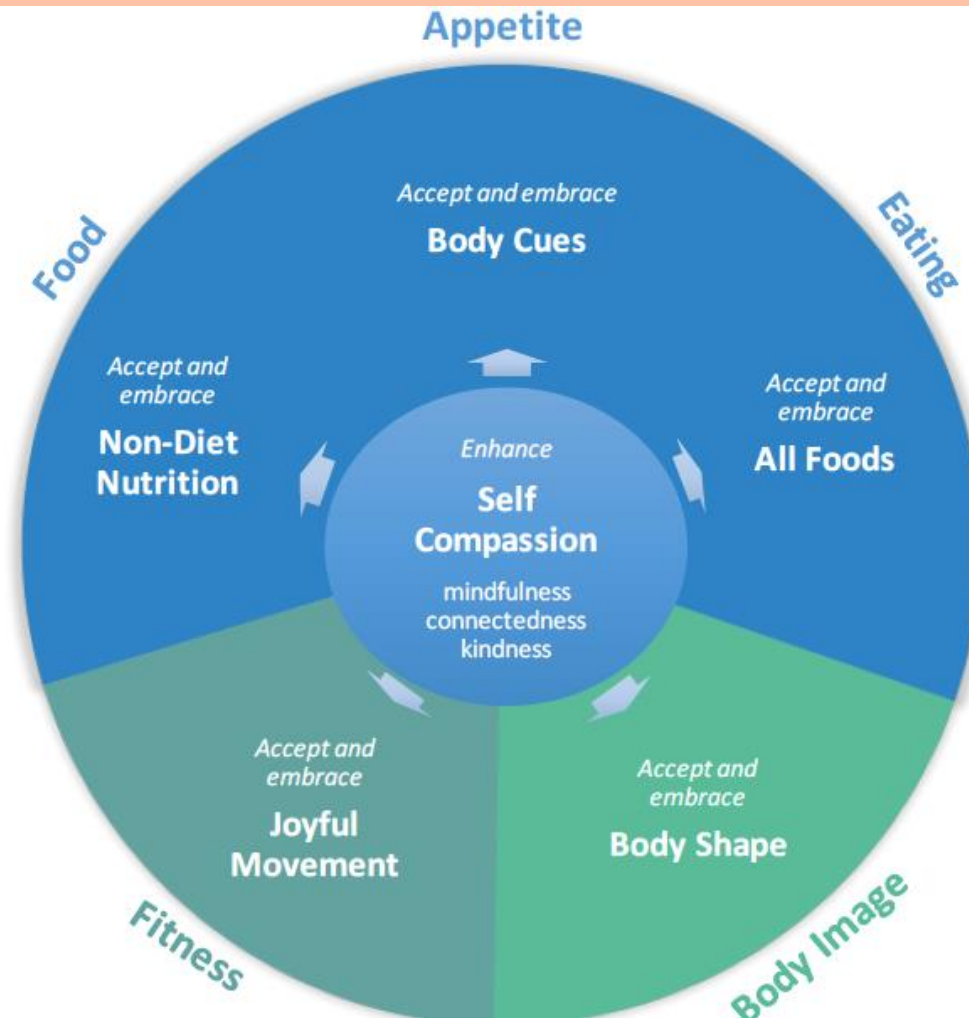 Appetite
Food
Eating
Accept and embrace
Body Cues
Accept and
embrace
Non-Diet
Nutrition
Accept and
embrace
All Foods
Enhance
Self
Compassion
mindfulness
connectedness
kindness
Accept and
embrace
Joyful
Movement
Accept and
embrace
Body Shape
Fitness
Body Image